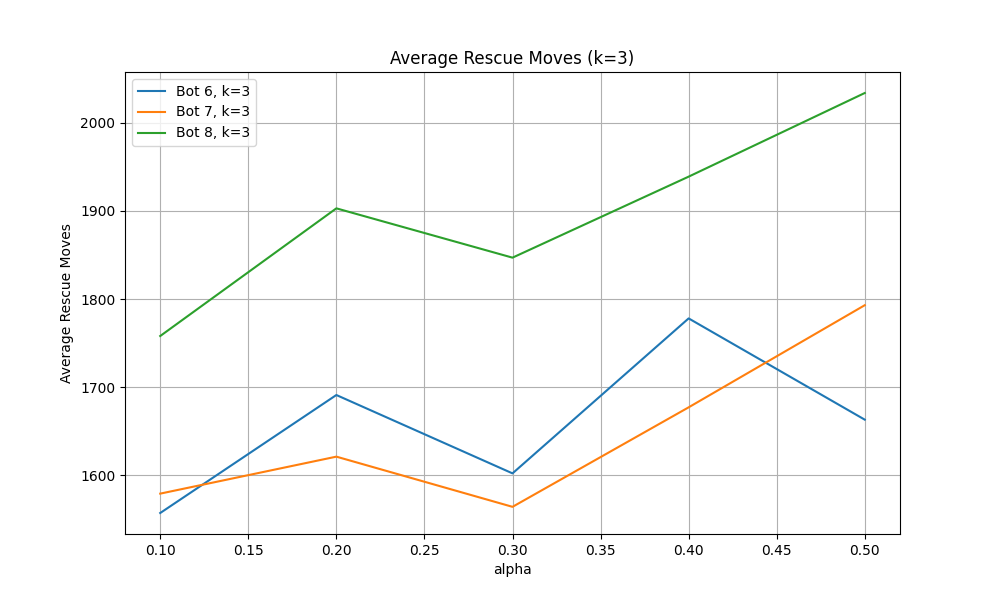 Average Rescue Moves (k=3)
Bot 6, k=3
Bot 7, k=3
Bot 8, k=3
Average Rescue Moves
2000
1900
1800
1700
1600
0.10 0.15 0.20 0.25 0.30 0.35 0.40 0.45 0.50
alpha